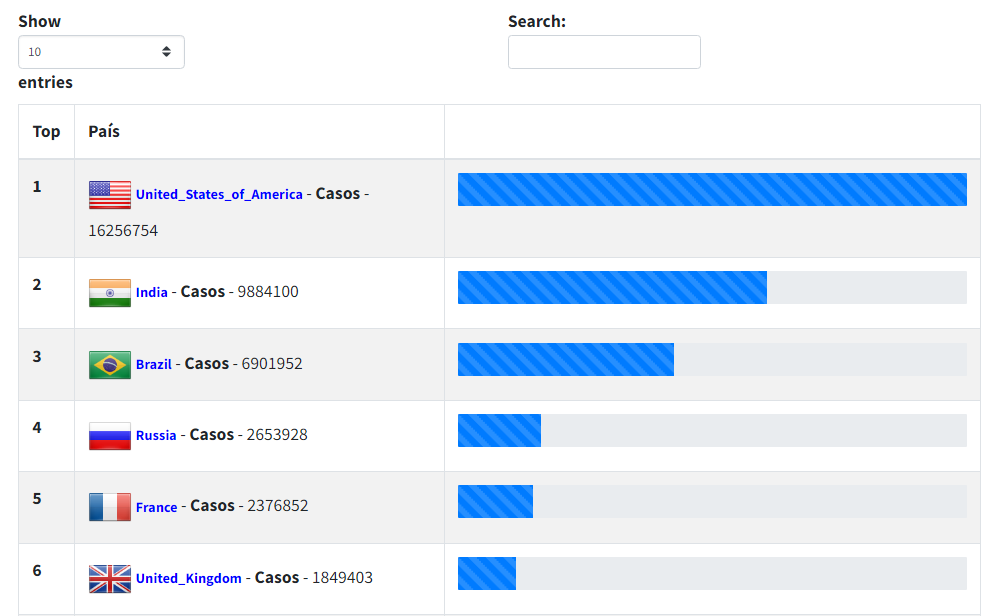 Show
Search:
10
entries
Top País
1 United_States_of_America - Casos -
16256754
2 India - Casos - 9884100
3 Brazil - Casos - 6901952
4 Russia - Casos - 2653928
5 France - Casos - 2376852
6 United_Kingdom - Casos - 1849403